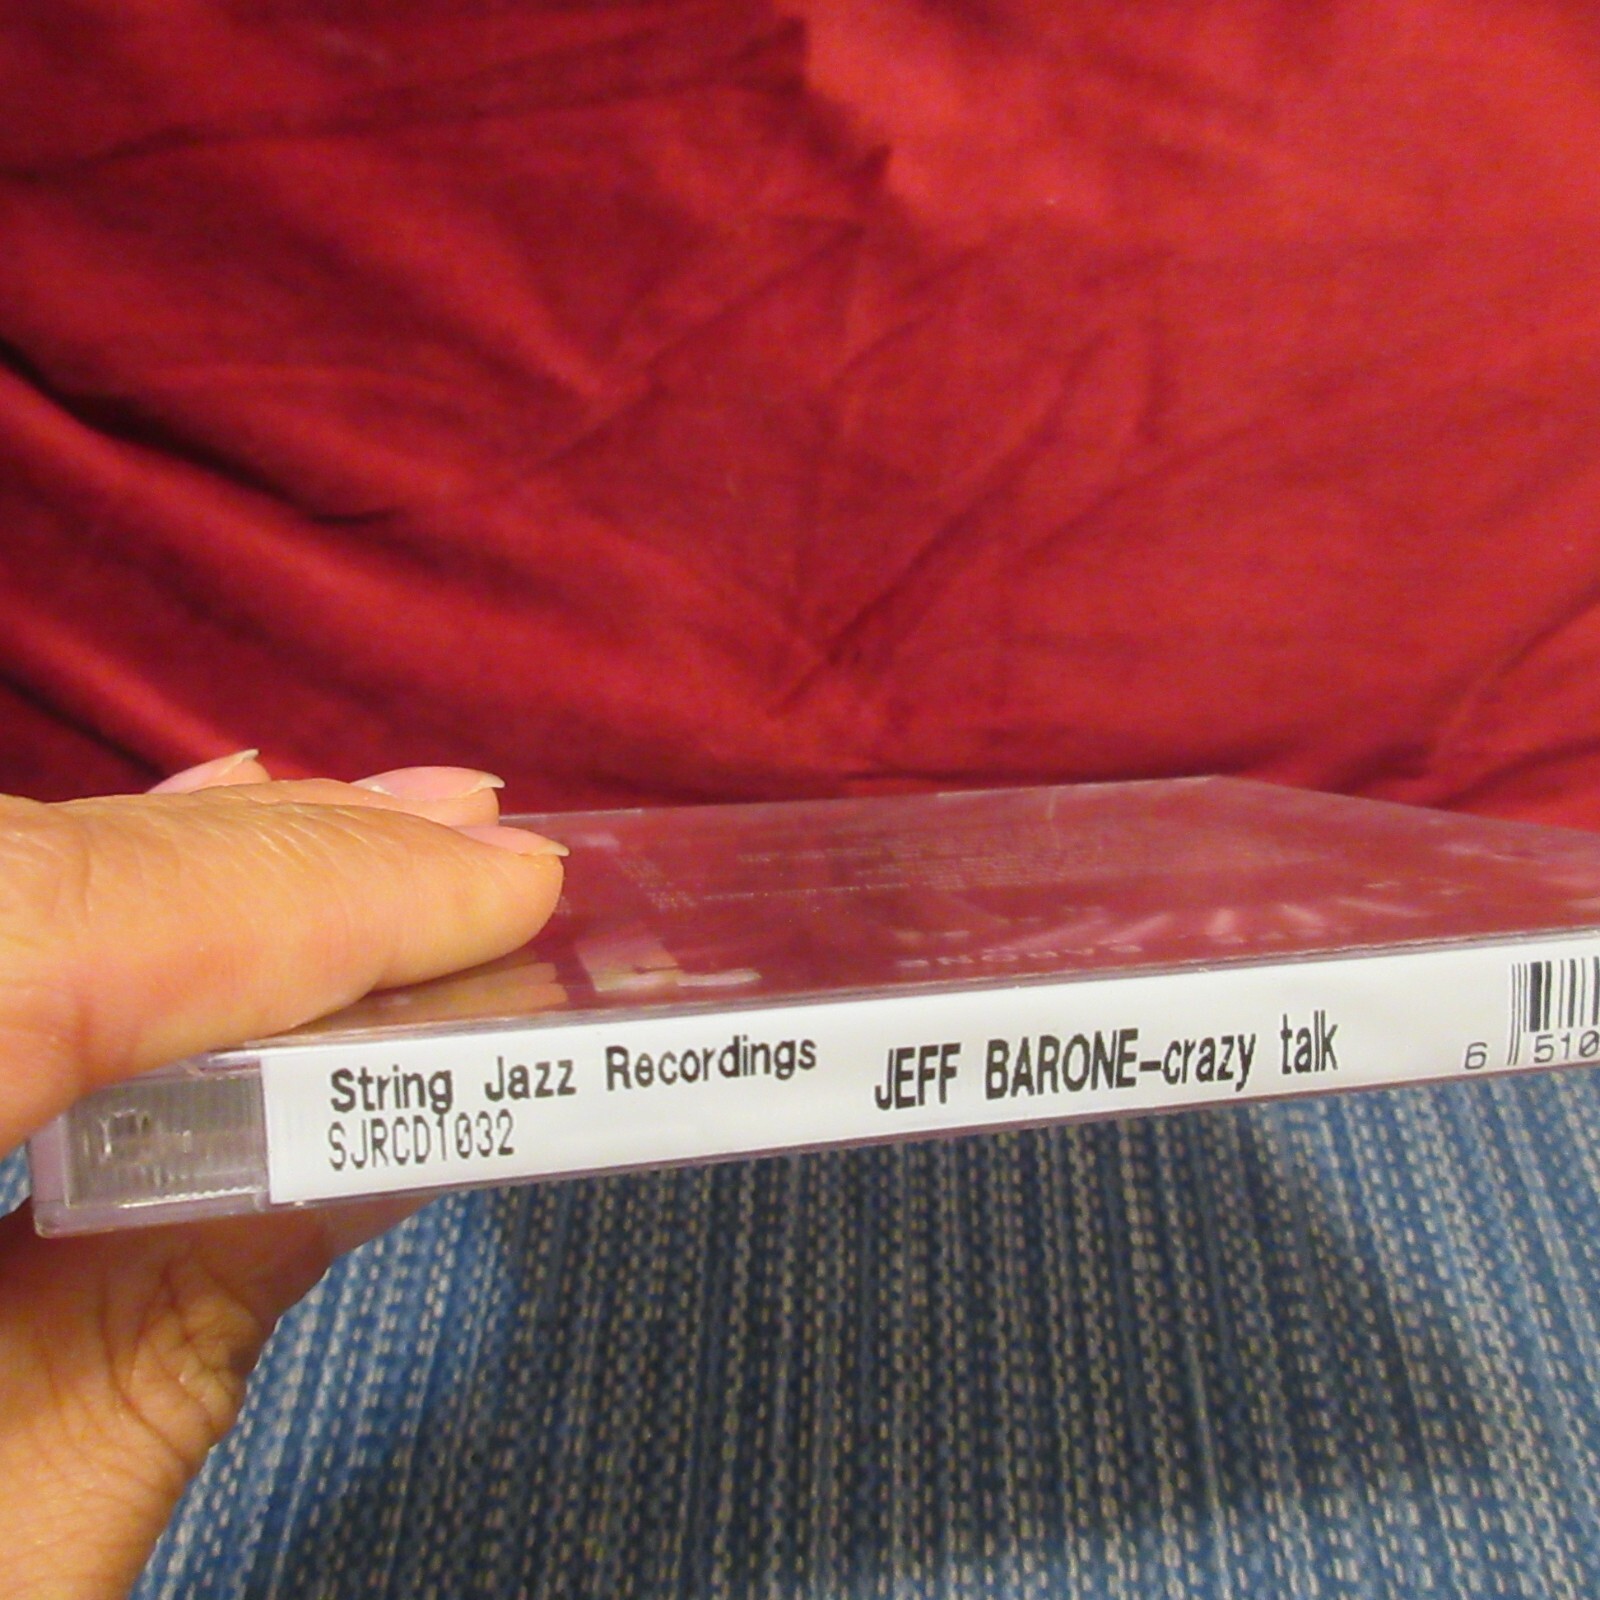 String Jazz Recordings
SJRCD1032
JEFF BARONE-crazy talk
6 510